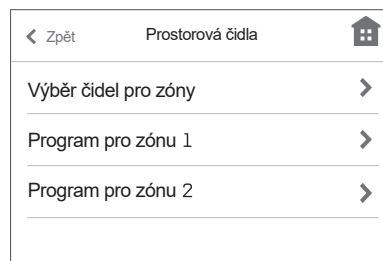 Zpět
Prostorová čidla
Výběr čidel pro zóny
Program pro zónu 1
Program pro zónu 2